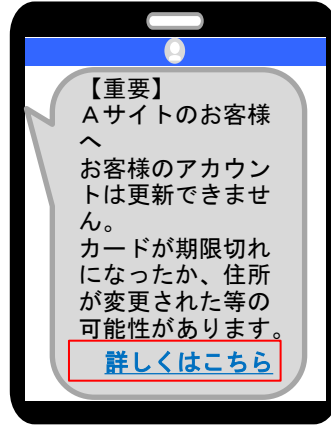 【重要】
Aサイトのお客様
へ
お客様のアカウン
トは更新できませ
ん。
カードが期限切れ
になったか、住所
が変更された等の
可能性があります。
詳しくはこちら